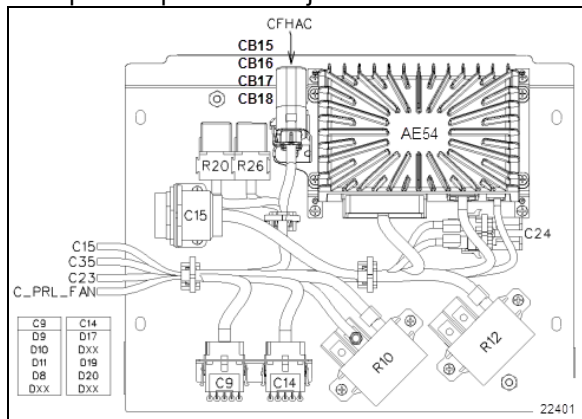 CFHAC
CB15
CB16
CB17
CB18
AE54
R20 R26
C15
C24
C15
C35
C23
C_PRL_FAN
C9 C14
D9 D17
D10 DXX
D11 D19
D8 D20
DXX DXX
C9 C14
R10
R12
22401